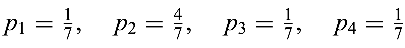 p₁ = 1/7, p₂ = 4/7, p₃ = 1/7, p₄ = 1/7